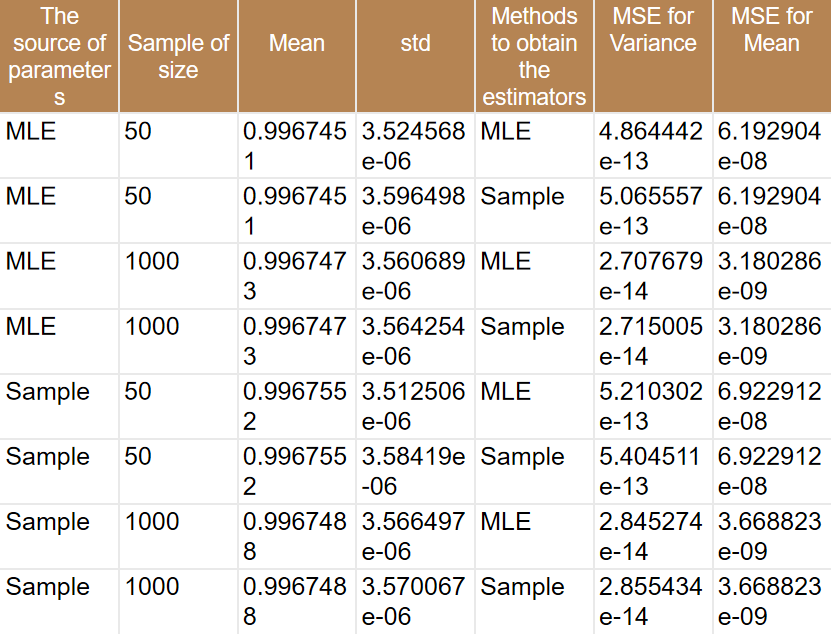 The source of parameters | Sample of size | Mean | std | Methods to obtain the estimators | MSE for Variance | MSE for Mean
MLE | 50 | 0.9967451 | 3.524568e-06 | MLE | 4.864442e-13 | 6.192904e-08
MLE | 50 | 0.9967451 | 3.596498e-06 | Sample | 5.065557e-13 | 6.192904e-08
MLE | 1000 | 0.9967473 | 3.560689e-06 | MLE | 2.707679e-14 | 3.180286e-09
MLE | 1000 | 0.9967473 | 3.564254e-06 | Sample | 2.715005e-14 | 3.180286e-09
Sample | 50 | 0.9967552 | 3.512506e-06 | MLE | 5.210302e-13 | 6.922912e-08
Sample | 50 | 0.9967552 | 3.58419e-06 | Sample | 5.404511e-13 | 6.922912e-08
Sample | 1000 | 0.9967488 | 3.566497e-06 | MLE | 2.845274e-14 | 3.668823e-09
Sample | 1000 | 0.9967488 | 3.570067e-06 | Sample | 2.855434e-14 | 3.668823e-09